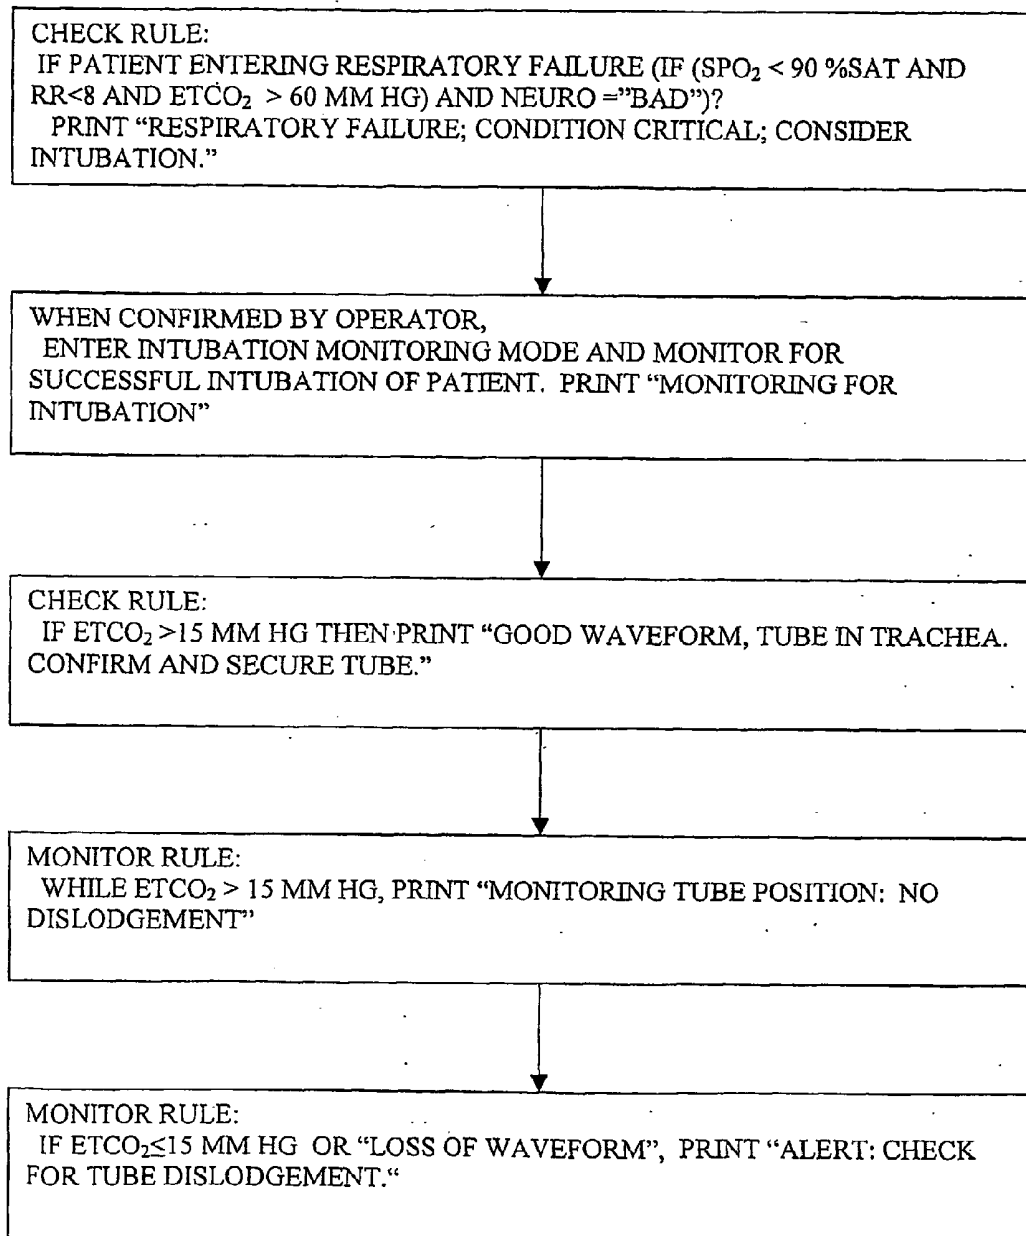 CHECK RULE:
IF PATIENT ENTERING RESPIRATORY FAILURE (IF (SPO₂ < 90 %SAT AND
RR<8 AND ETCO₂ > 60 MM HG) AND NEURO ="BAD")?
PRINT “RESPIRATORY FAILURE; CONDITION CRITICAL; CONSIDER
INTUBATION.”
WHEN CONFIRMED BY OPERATOR,
ENTER INTUBATION MONITORING MODE AND MONITOR FOR
SUCCESSFUL INTUBATION OF PATIENT. PRINT “MONITORING FOR
INTUBATION”
CHECK RULE:
IF ETCO₂ >15 MM HG THEN PRINT “GOOD WAVEFORM, TUBE IN TRACHEA.
CONFIRM AND SECURE TUBE.”
MONITOR RULE:
WHILE ETCO₂ > 15 MM HG, PRINT “MONITORING TUBE POSITION: NO
DISLODGEMENT”
MONITOR RULE:
IF ETCO₂≤15 MM HG OR “LOSS OF WAVEFORM”, PRINT “ALERT: CHECK
FOR TUBE DISLODGEMENT.“